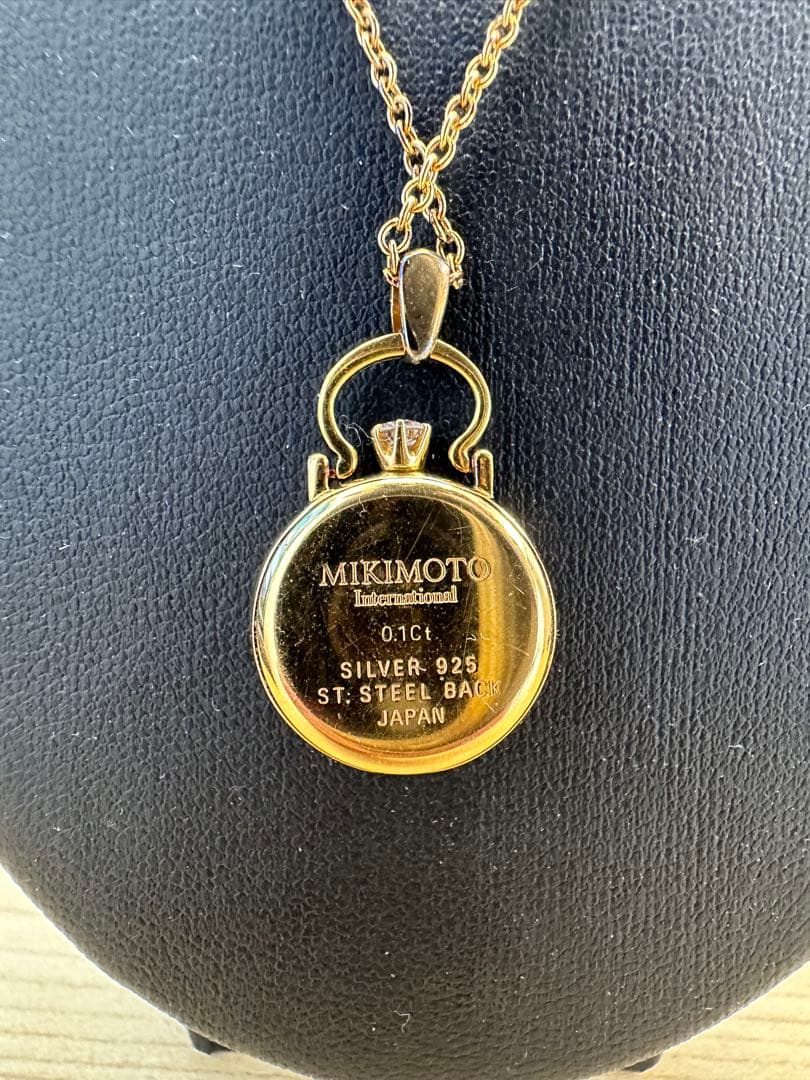 MIKIMOTO
International
0.1Ct.
SILVER 925
ST. STEEL BACK
JAPAN